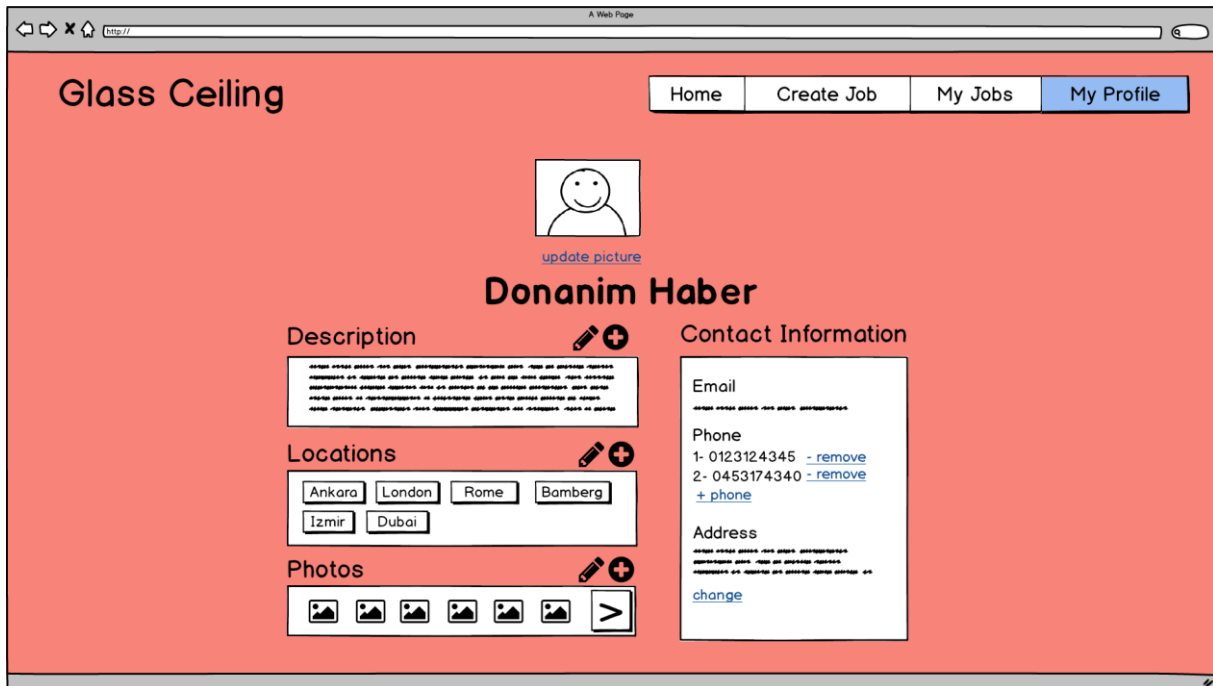 A Web Page
http://
Glass Ceiling
Home Create Job My Jobs My Profile
update picture
Donanim Haber
Description
Locations
Ankara London Rome Bamberg
Izmir Dubai
Photos
>
Contact Information
Email
Phone
1- 0123124345 - remove
2- 0453174340 - remove
+ phone
Address
change